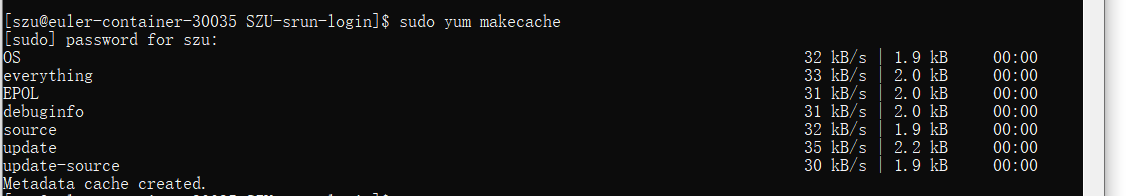 [szu@euler-container-30035 SZU-srun-login]$ sudo yum makecache
[sudo] password for szu:
OS 32 kB/s | 1.9 kB 00:00
everything 33 kB/s | 2.0 kB 00:00
EPOL 31 kB/s | 2.0 kB 00:00
debuginfo 31 kB/s | 2.0 kB 00:00
source 32 kB/s | 1.9 kB 00:00
update 35 kB/s | 2.2 kB 00:00
update-source 30 kB/s | 1.9 kB 00:00
Metadata cache created.